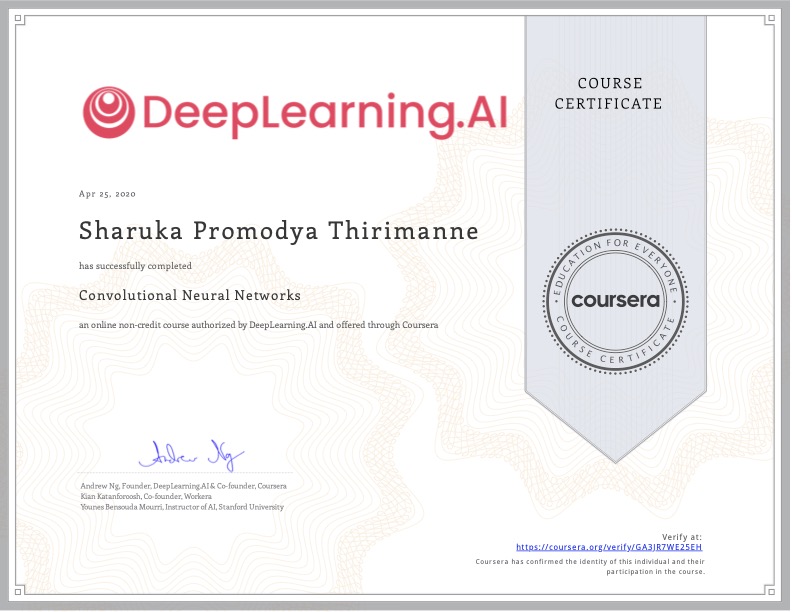 DeepLearning.AI
COURSE
CERTIFICATE
Apr 25, 2020
Sharuka Promodya Thirimanne
has successfully completed
Convolutional Neural Networks
an online non-credit course authorized by DeepLearning.AI and offered through Coursera
EDUCATION FOR EVERYONE
coursera
COURSE CERTIFICATE
Andrew Ng
Andrew Ng, Founder, DeepLearning.AI & Co-founder, Coursera
Kian Katanforoosh, Co-founder, Workera
Younes Bensouda Mourri, Instructor of AI, Stanford University
Verify at:
https://coursera.org/verify/GA3JR7WE25EH
Coursera has confirmed the identity of this individual and their
participation in the course.